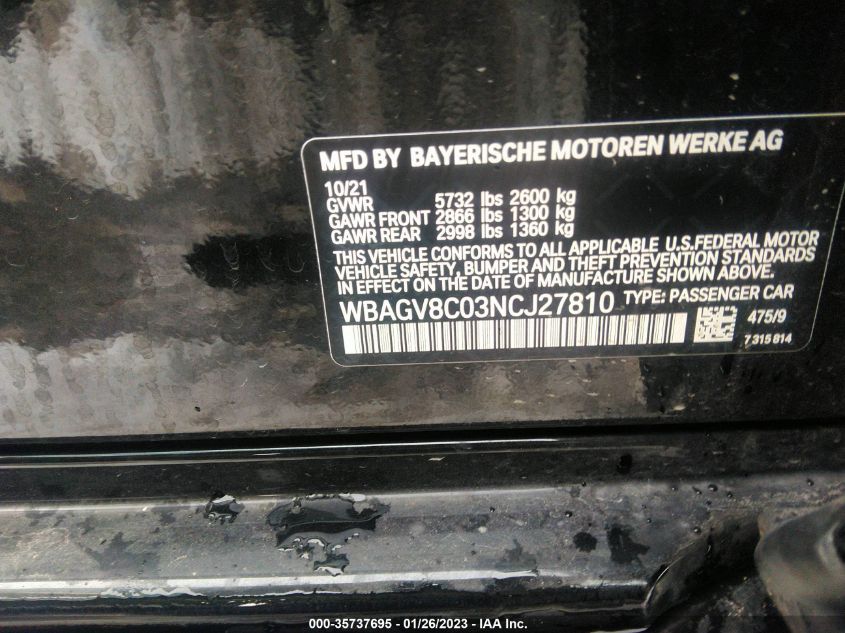 MFD BY BAYERISCHE MOTOREN WERKE AG
10/21
GVWR 5732 lbs 2600 kg
GAWR FRONT 2866 lbs 1300 kg
GAWR REAR 2998 lbs 1360 kg
THIS VEHICLE CONFORMS TO ALL APPLICABLE U.S.FEDERAL MOTOR
VEHICLE SAFETY, BUMPER AND THEFT PREVENTION STANDARDS
IN EFFECT ON THE DATE OF MANUFACTURE SHOWN ABOVE.
WBAGV8C03NCJ27810 TYPE: PASSENGER CAR
475/9
7 315 814
000-35737695 - 01/26/2023 - IAA Inc.